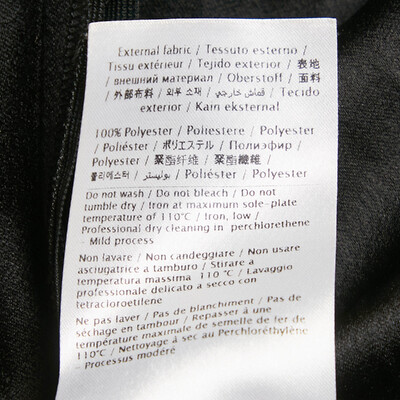 External fabric / Tessuto esterno /
Tissu extérieur / Tejido exterior / 表地
/ внешний материал / Oberstoff / 面料
/ 外部布料 / 외부 소재 / قماش خارجي / Tecido
exterior / Kain eksternal
100% Polyester / Poliestere / Polyester
/ Poliéster / ポリエステル / Полиэфир /
Polyester / 聚酯纤维 / 聚酯纖維 /
폴리에스터 / بوليستر / Poliéster / Polyester
Do not wash / Do not bleach / Do not
tumble dry / Iron at maximum sole-plate
temperature of 110°C / Iron, low /
Professional dry cleaning in perchlorethene
- Mild process
Non lavare / Non candeggiare / Non usare
asciugatrice a tamburo / Stirare a
temperatura massima 110 °C / Lavaggio
professionale delicato a secco con
tetracloroetilene
Ne pas laver / Pas de blanchiment / Pas de
séchage en tambour / Repasser à une
température maximale de semelle de fer de
110°C / Nettoyage à sec au Perchloréthylène
- Processus modéré